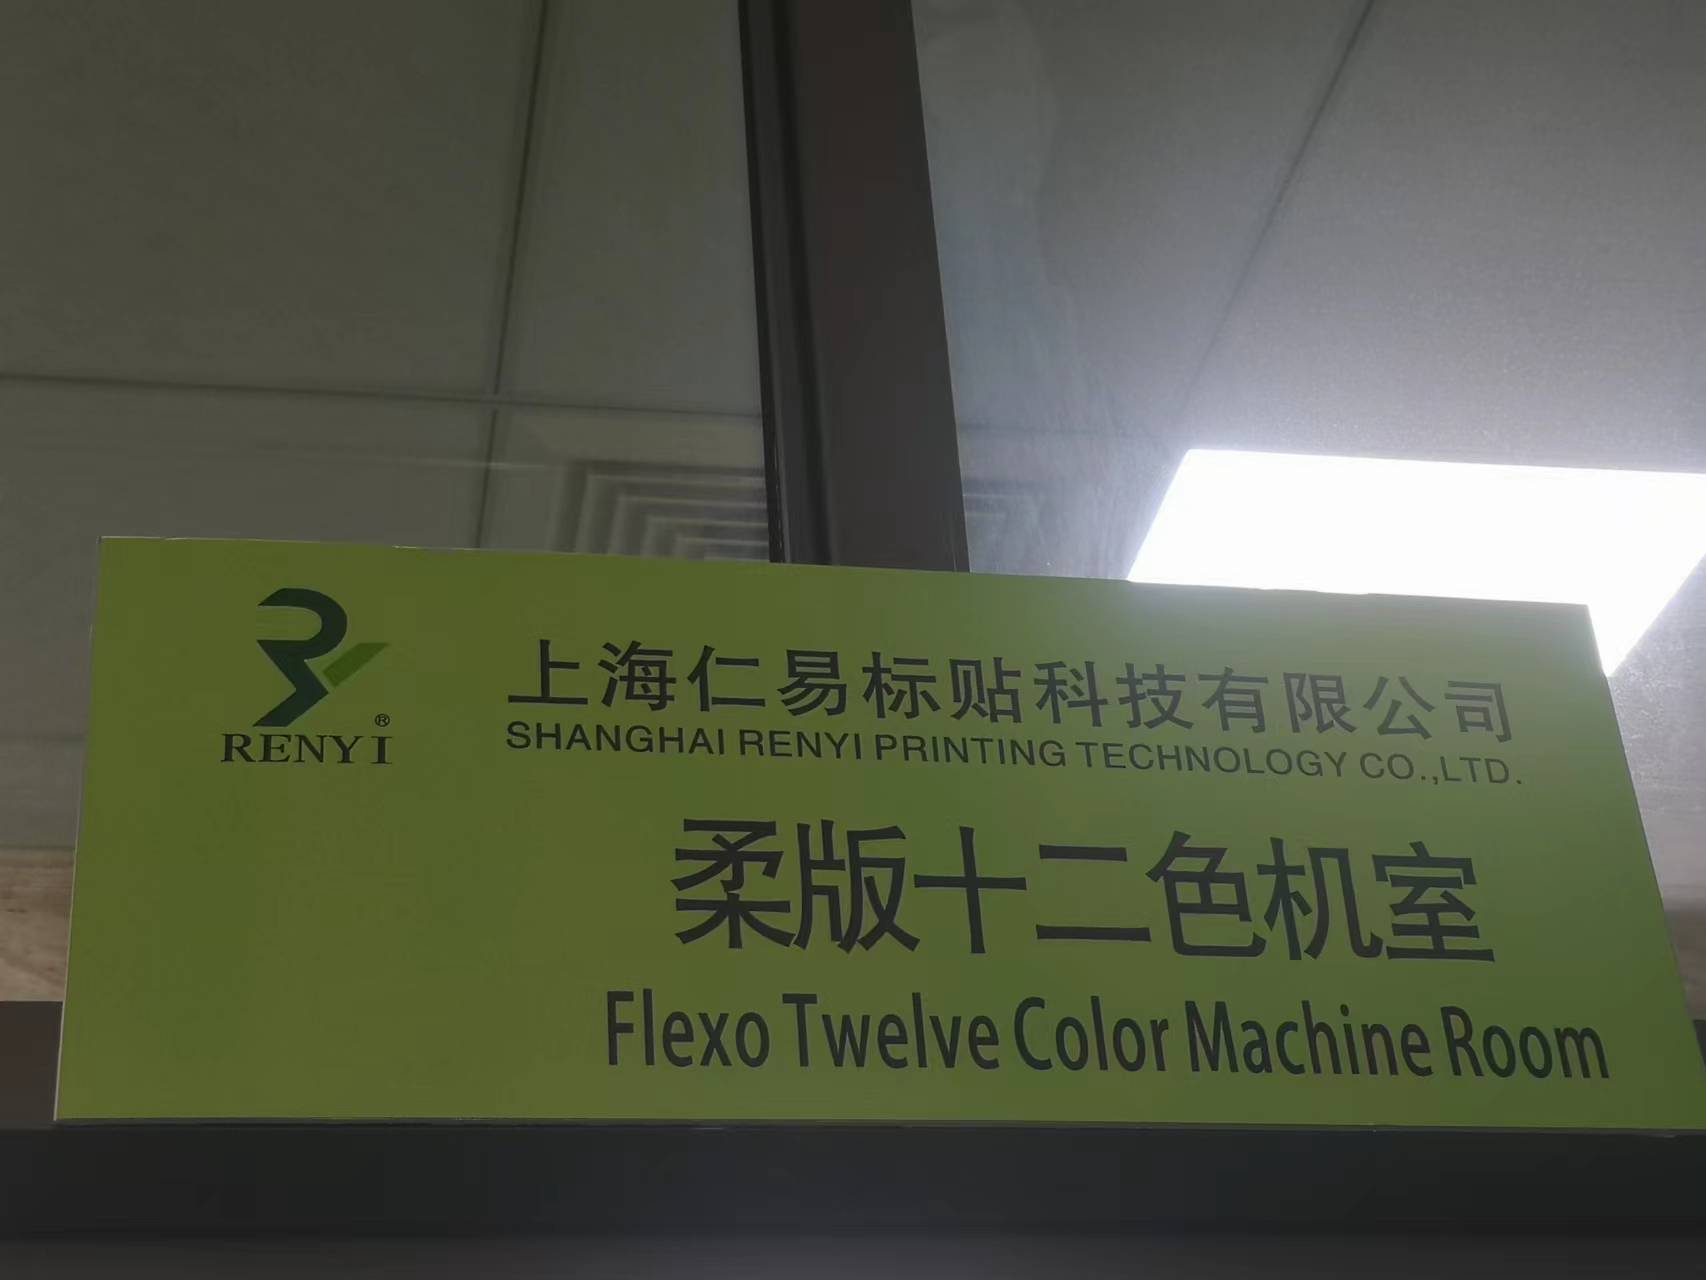 RENYI®
上海仁易标贴科技有限公司
SHANGHAI RENYI PRINTING TECHNOLOGY CO.,LTD.
柔版十二色机室
Flexo Twelve Color Machine Room